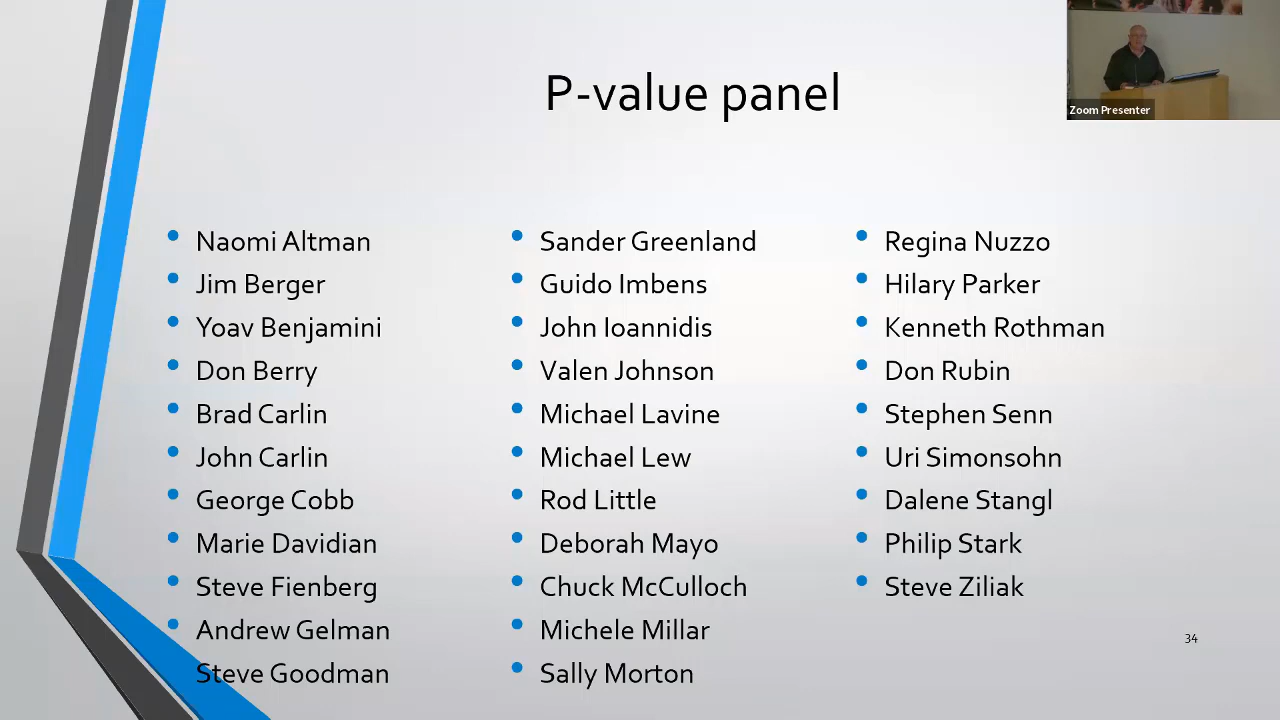 P-value panel
Zoom Presenter
Naomi Altman
Jim Berger
Yoav Benjamini
Don Berry
Brad Carlin
John Carlin
George Cobb
Marie Davidian
Steve Fienberg
Andrew Gelman
Steve Goodman
Sander Greenland
Guido Imbens
John Ioannidis
Valen Johnson
Michael Lavine
Michael Lew
Rod Little
Deborah Mayo
Chuck McCulloch
Michele Millar
Sally Morton
Regina Nuzzo
Hilary Parker
Kenneth Rothman
Don Rubin
Stephen Senn
Uri Simonsohn
Dalene Stangl
Philip Stark
Steve Ziliak
34